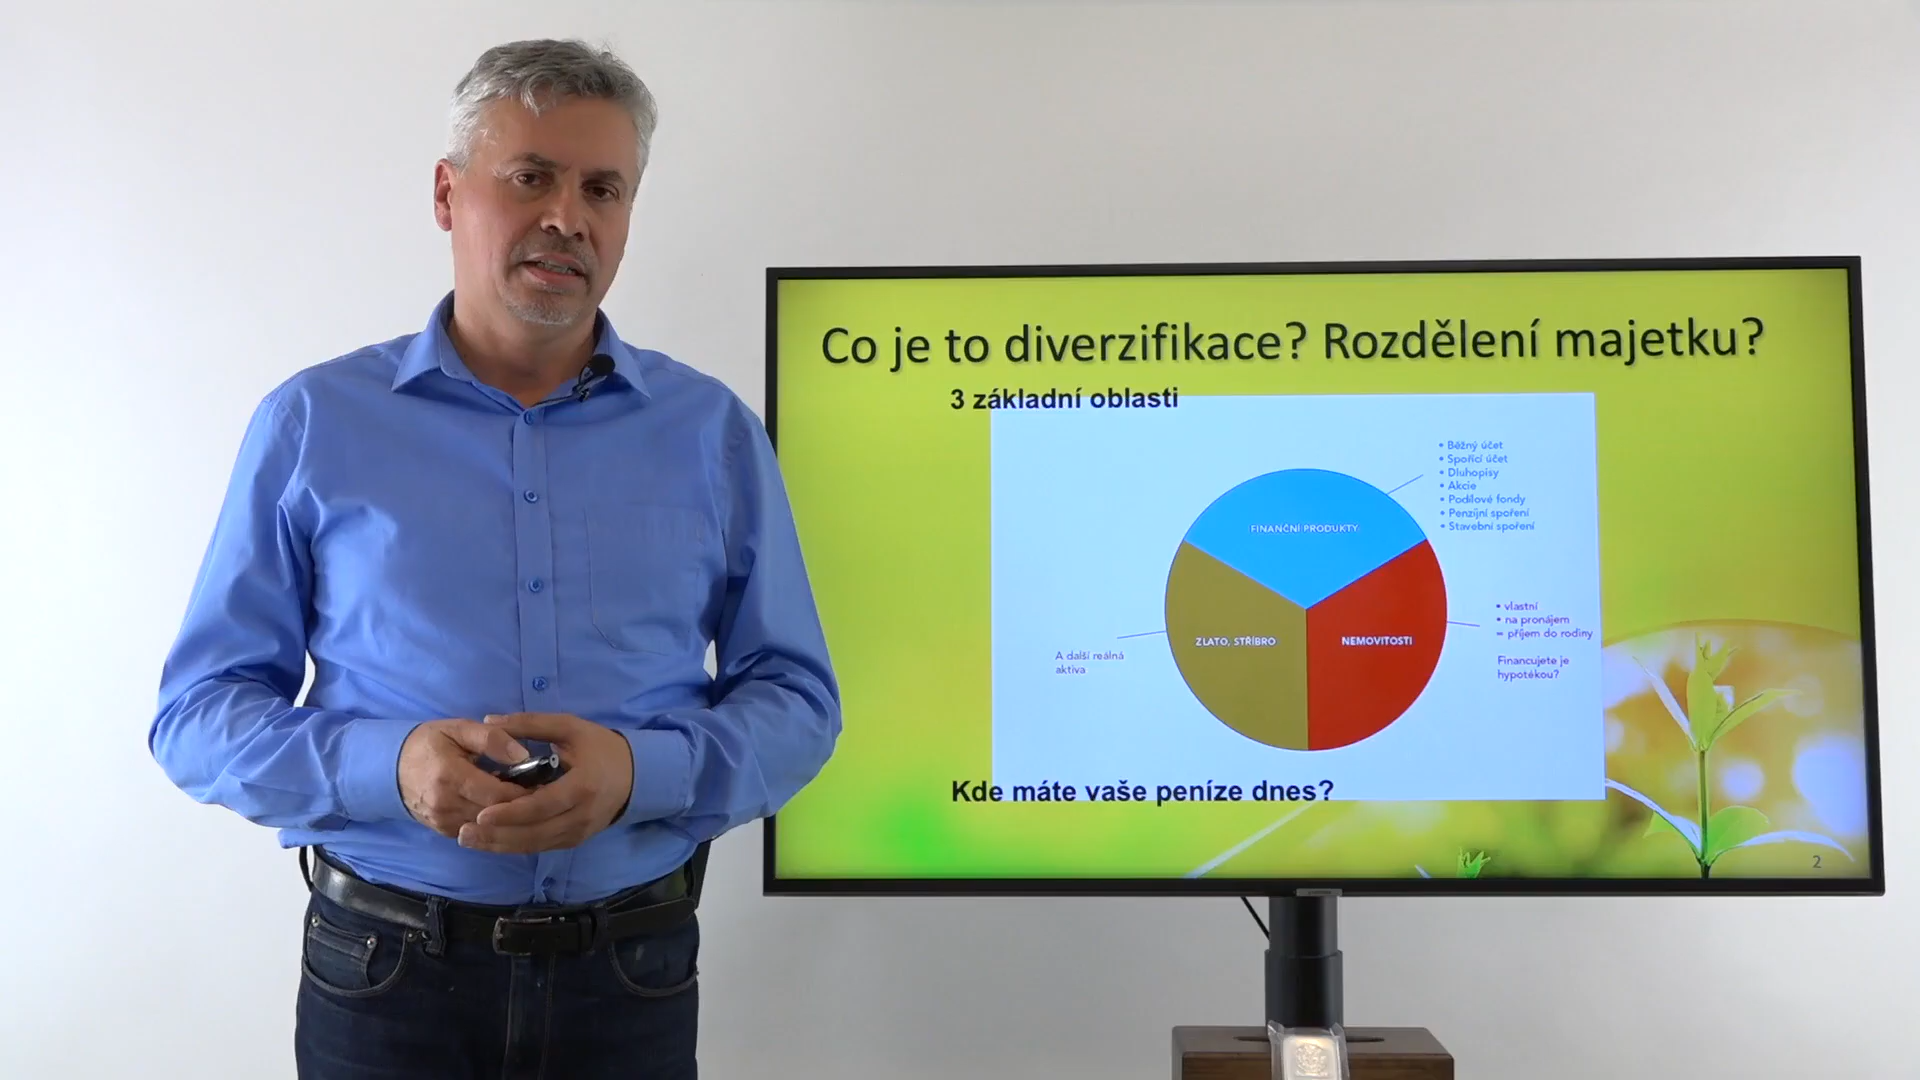 Co je to diverzifikace? Rozdělení majetku?
3 základní oblasti
• Běžný účet
• Spořící účet
• Dluhopisy
• Akcie
• Podílové fondy
• Penzijní spoření
• Stavební spoření
FINANČNÍ PRODUKTY
ZLATO, STŘÍBRO
NEMOVITOSTI
• vlastní
• na pronájem
= příjem do rodiny
Financujete je
hypotékou?
A další reálná
aktiva
Kde máte vaše peníze dnes?
2